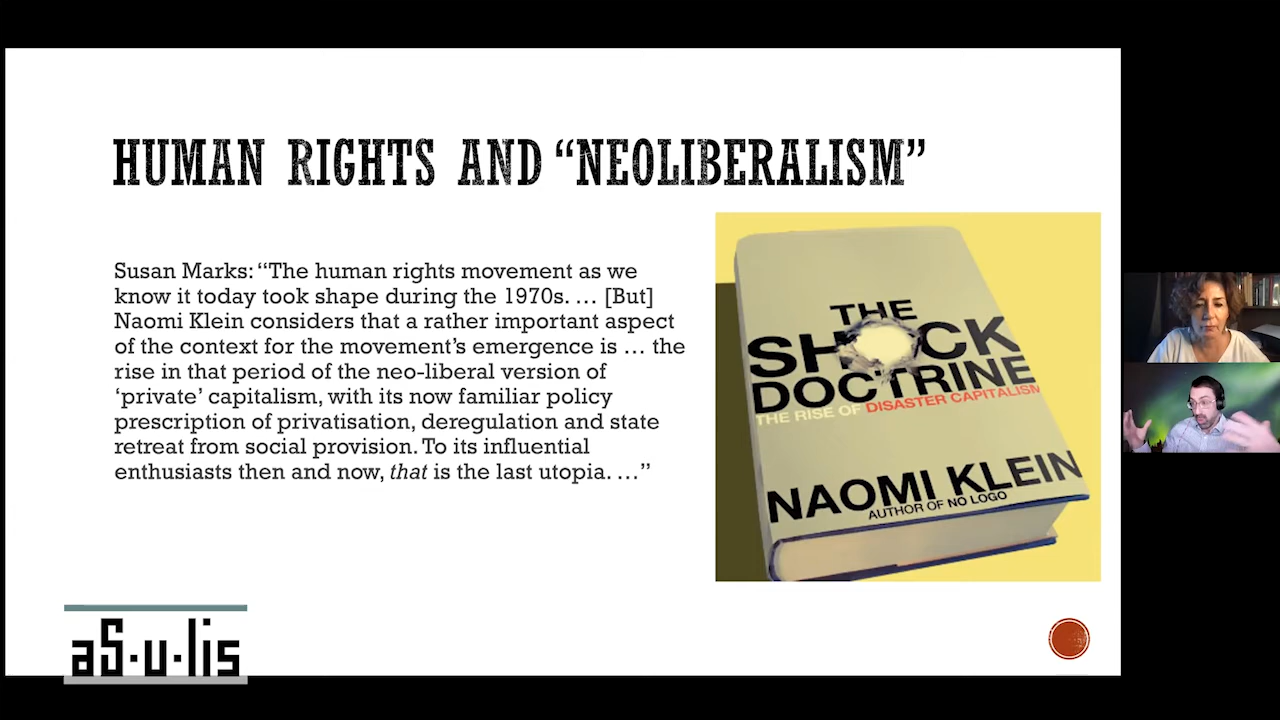 HUMAN RIGHTS AND “NEOLIBERALISM”
Susan Marks: “The human rights movement as we
know it today took shape during the 1970s. … [But]
Naomi Klein considers that a rather important aspect
of the context for the movement’s emergence is … the
rise in that period of the neo-liberal version of
‘private’ capitalism, with its now familiar policy
prescription of privatisation, deregulation and state
retreat from social provision. To its influential
enthusiasts then and now, that is the last utopia. …”
THE
SHOCK
DOCTRINE
THE RISE OF DISASTER CAPITALISM
NAOMI KLEIN
AUTHOR OF NO LOGO
aS·u·lis